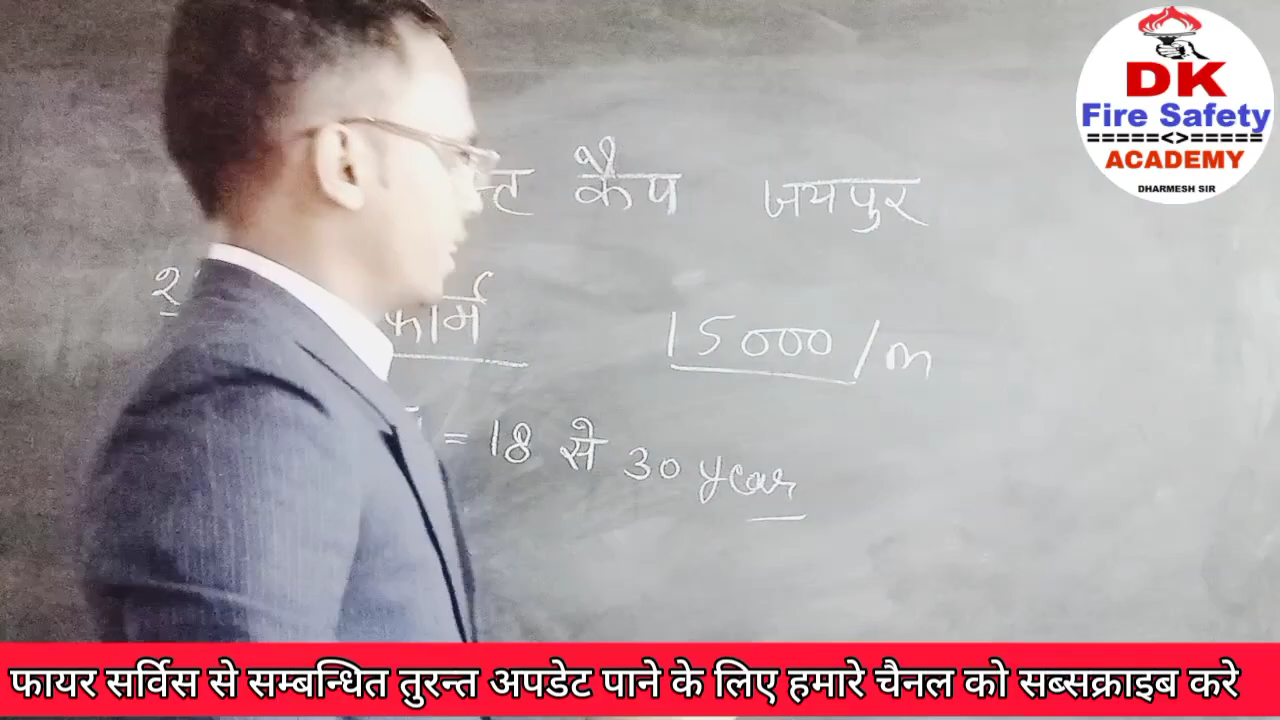 DK
Fire Safety
=====<>=====
ACADEMY
DHARMESH SIR
कैंप जयपुर
फार्म 15000/m
= 18 से 30 year
फायर सर्विस से सम्बन्धित तुरन्त अपडेट पाने के लिए हमारे चैनल को सब्सक्राइब करे